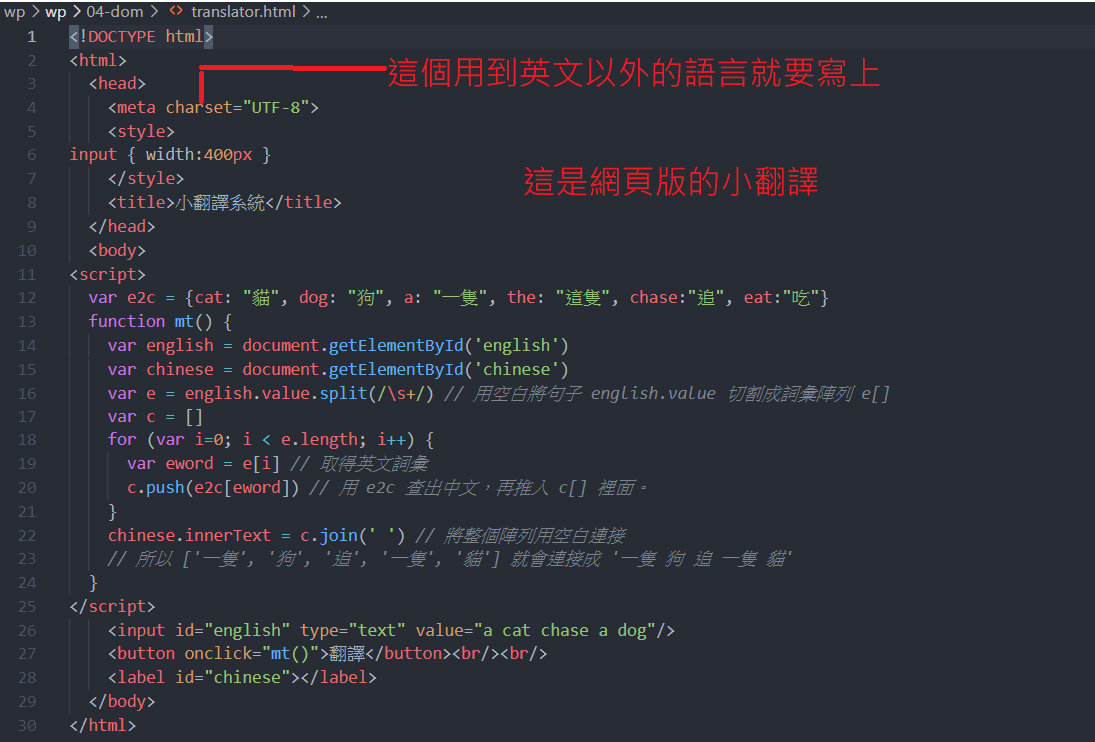 wp > wp > 04-dom > <> translator.html > ...
1 <!DOCTYPE html>
2 <html>
這個用到英文以外的語言就要寫上
3   <head>
4     <meta charset="UTF-8">
5     <style>
6 input { width:400px }
這是網頁版的小翻譯
7     </style>
8     <title>小翻譯系統</title>
9   </head>
10   <body>
11 <script>
12   var e2c = {cat: "貓", dog: "狗", a: "一隻", the: "這隻", chase:"追", eat:"吃"}
13   function mt() {
14     var english = document.getElementById('english')
15     var chinese = document.getElementById('chinese')
16     var e = english.value.split(/\s+/) // 用空白將句子 english.value 切割成詞彙陣列 e[]
17     var c = []
18     for (var i=0; i < e.length; i++) {
19       var eword = e[i] // 取得英文詞彙
20       c.push(e2c[eword]) // 用 e2c 查出中文，再推入 c[] 裡面。
21     }
22     chinese.innerText = c.join(' ') // 將整個陣列用空白連接
23     // 所以 ['一隻', '狗', '追', '一隻', '貓'] 就會連接成 '一隻 狗 追 一隻 貓'
24   }
25 </script>
26     <input id="english" type="text" value="a cat chase a dog"/>
27     <button onclick="mt()">翻譯</button><br/><br/>
28     <label id="chinese"></label>
29   </body>
30 </html>